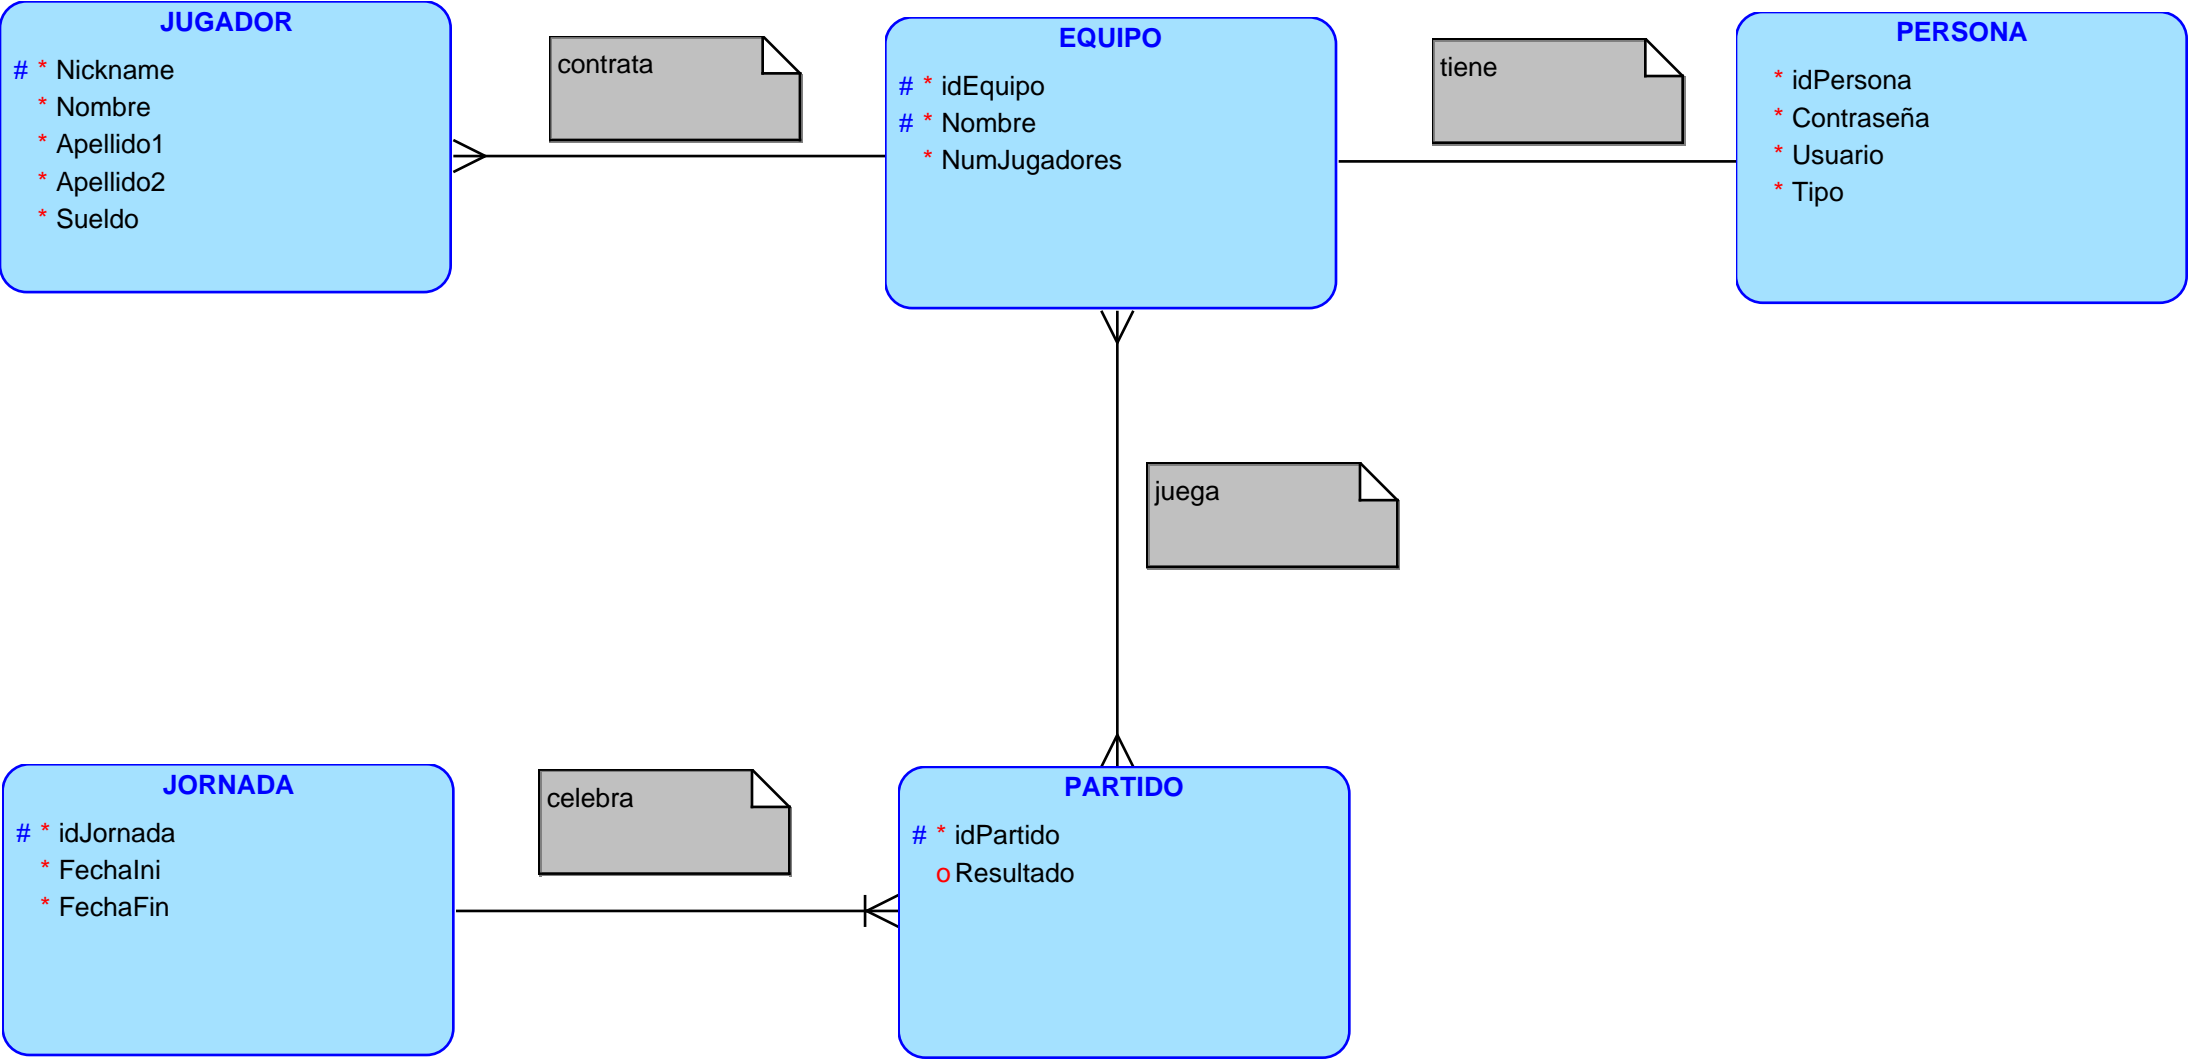 JUGADOR
# * Nickname
* Nombre
* Apellido1
* Apellido2
* Sueldo
contrata
EQUIPO
# * idEquipo
# * Nombre
* NumJugadores
tiene
PERSONA
* idPersona
* Contraseña
* Usuario
* Tipo
juega
JORNADA
# * idJornada
* FechaIni
* FechaFin
celebra
PARTIDO
# * idPartido
o Resultado